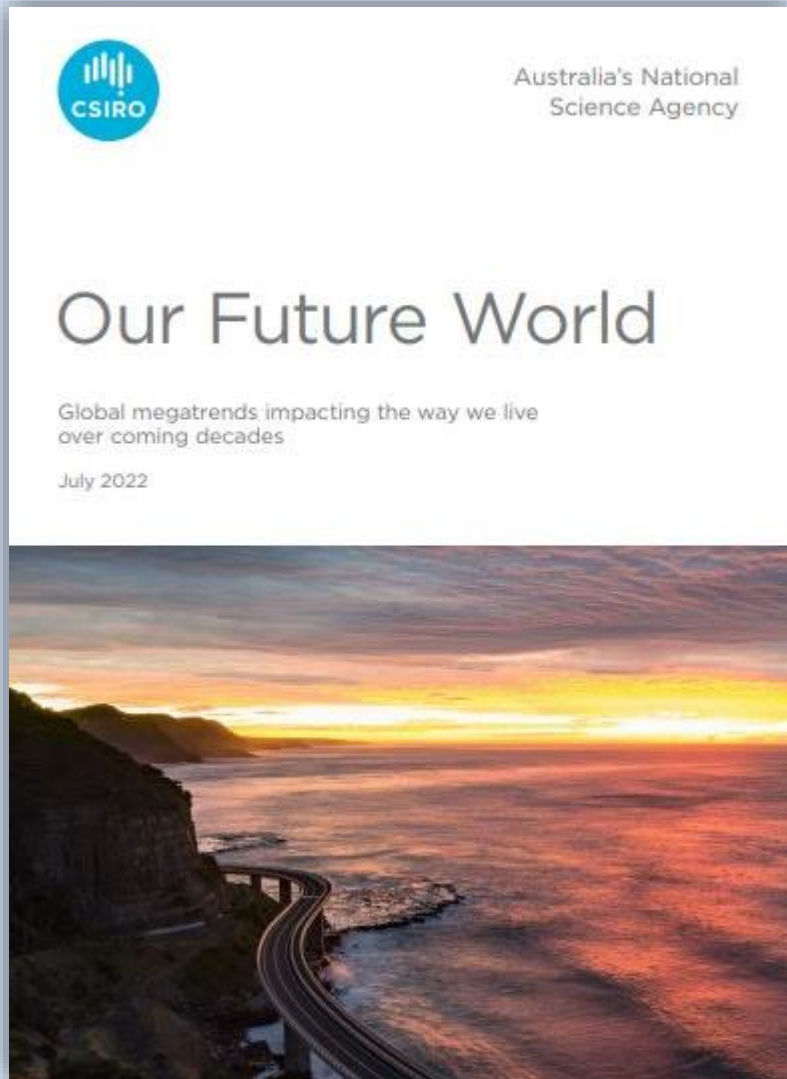 CSIRO
Australia's National
Science Agency
Our Future World
Global megatrends impacting the way we live
over coming decades
July 2022